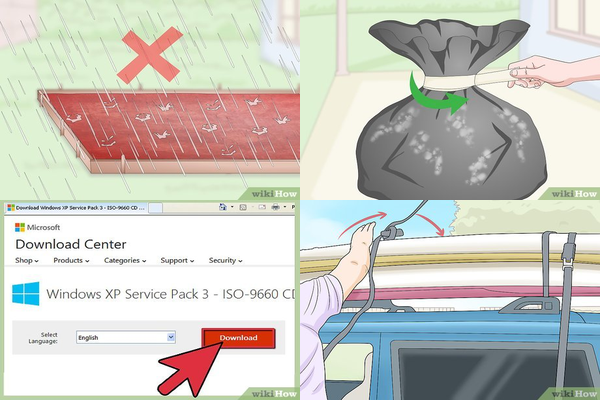 wikiHow
wikiHow
Download Windows XP Service Pack 3 - ISO-9660 CD ...
Microsoft
Download Center
Shop Products Categories Support Security
Windows XP Service Pack 3 - ISO-9660 CD
Select
Language:
English
Download
wikiHow
wikiHow